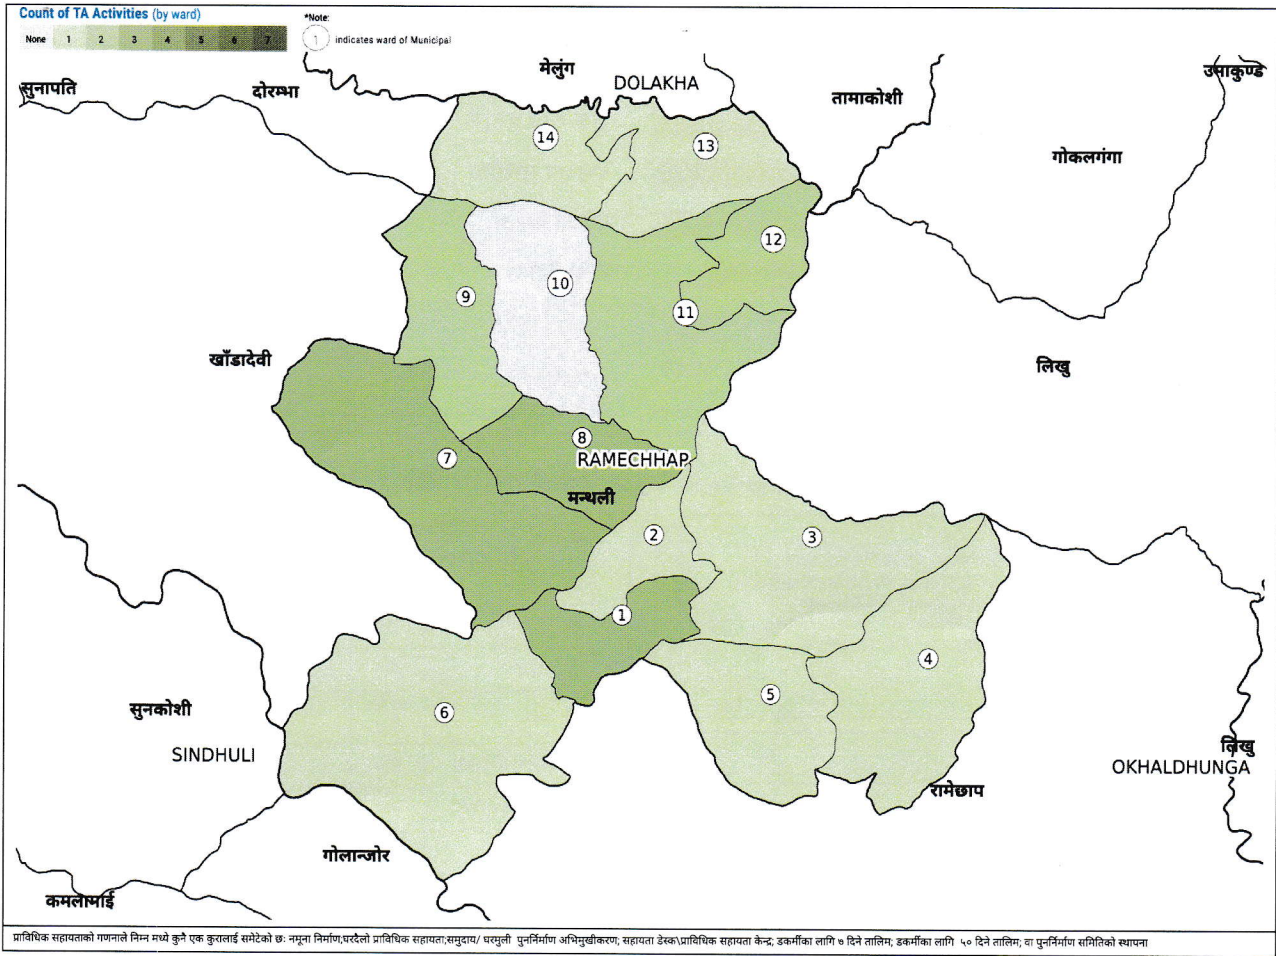 Count of TA Activities (by ward)
None 1 2 3 4 5 6 7
*Note:
1 indicates ward of Municipal
सुनापति
दोरम्भा
मेलुंग
DOLAKHA
तामाकोशी
उमाकुण्ड
गोकलगंगा
14
13
12
9
10
11
खाँडादेवी
लिखु
8
7
RAMECHHAP
मन्थली
2
3
1
4
5
6
सुनकोशी
SINDHULI
लिखु
OKHALDHUNGA
रामेछाप
गोलान्जोर
कमलामाई
प्राविधिक सहायताको गणनाले निम्न मध्ये कुनै एक कुरालाई समेटेको छः नमूना निर्माण;घरदैलो प्राविधिक सहायता;समुदाय/ घरमुली पुनर्निर्माण अभिमुखीकरण; सहायता डेस्क\प्राविधिक सहायता केन्द्र; डकर्मीका लागि ७ दिने तालिम; डकर्मीका लागि ५० दिने तालिम; वा पुनर्निर्माण समितिको स्थापना